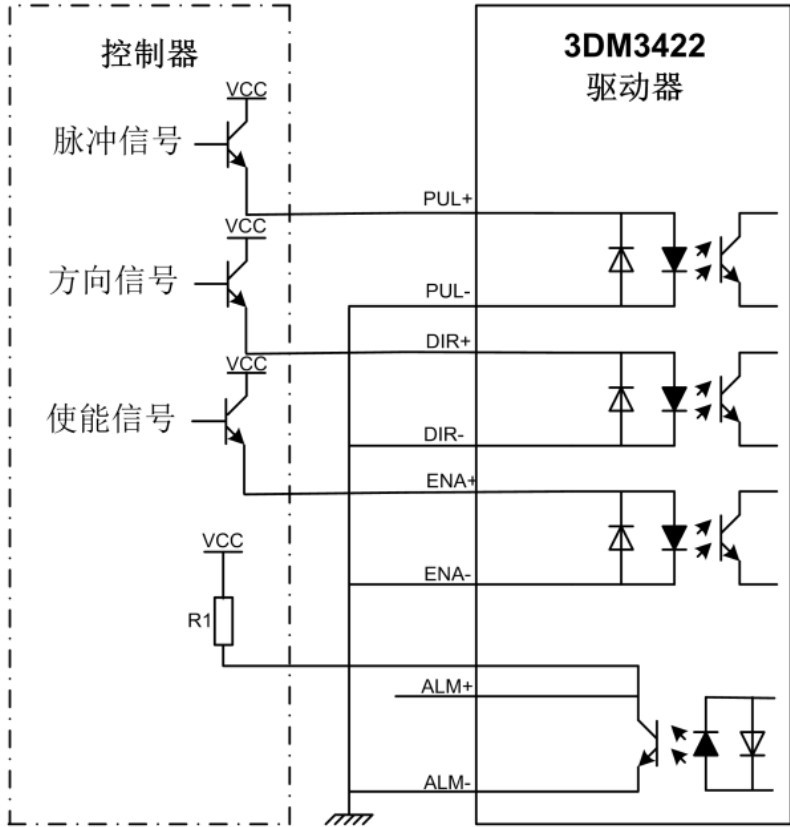 控制器
VCC
脉冲信号
VCC
方向信号
VCC
使能信号
VCC
R1
3DM3422
驱动器
PUL+
PUL-
DIR+
DIR-
ENA+
ENA-
ALM+
ALM-